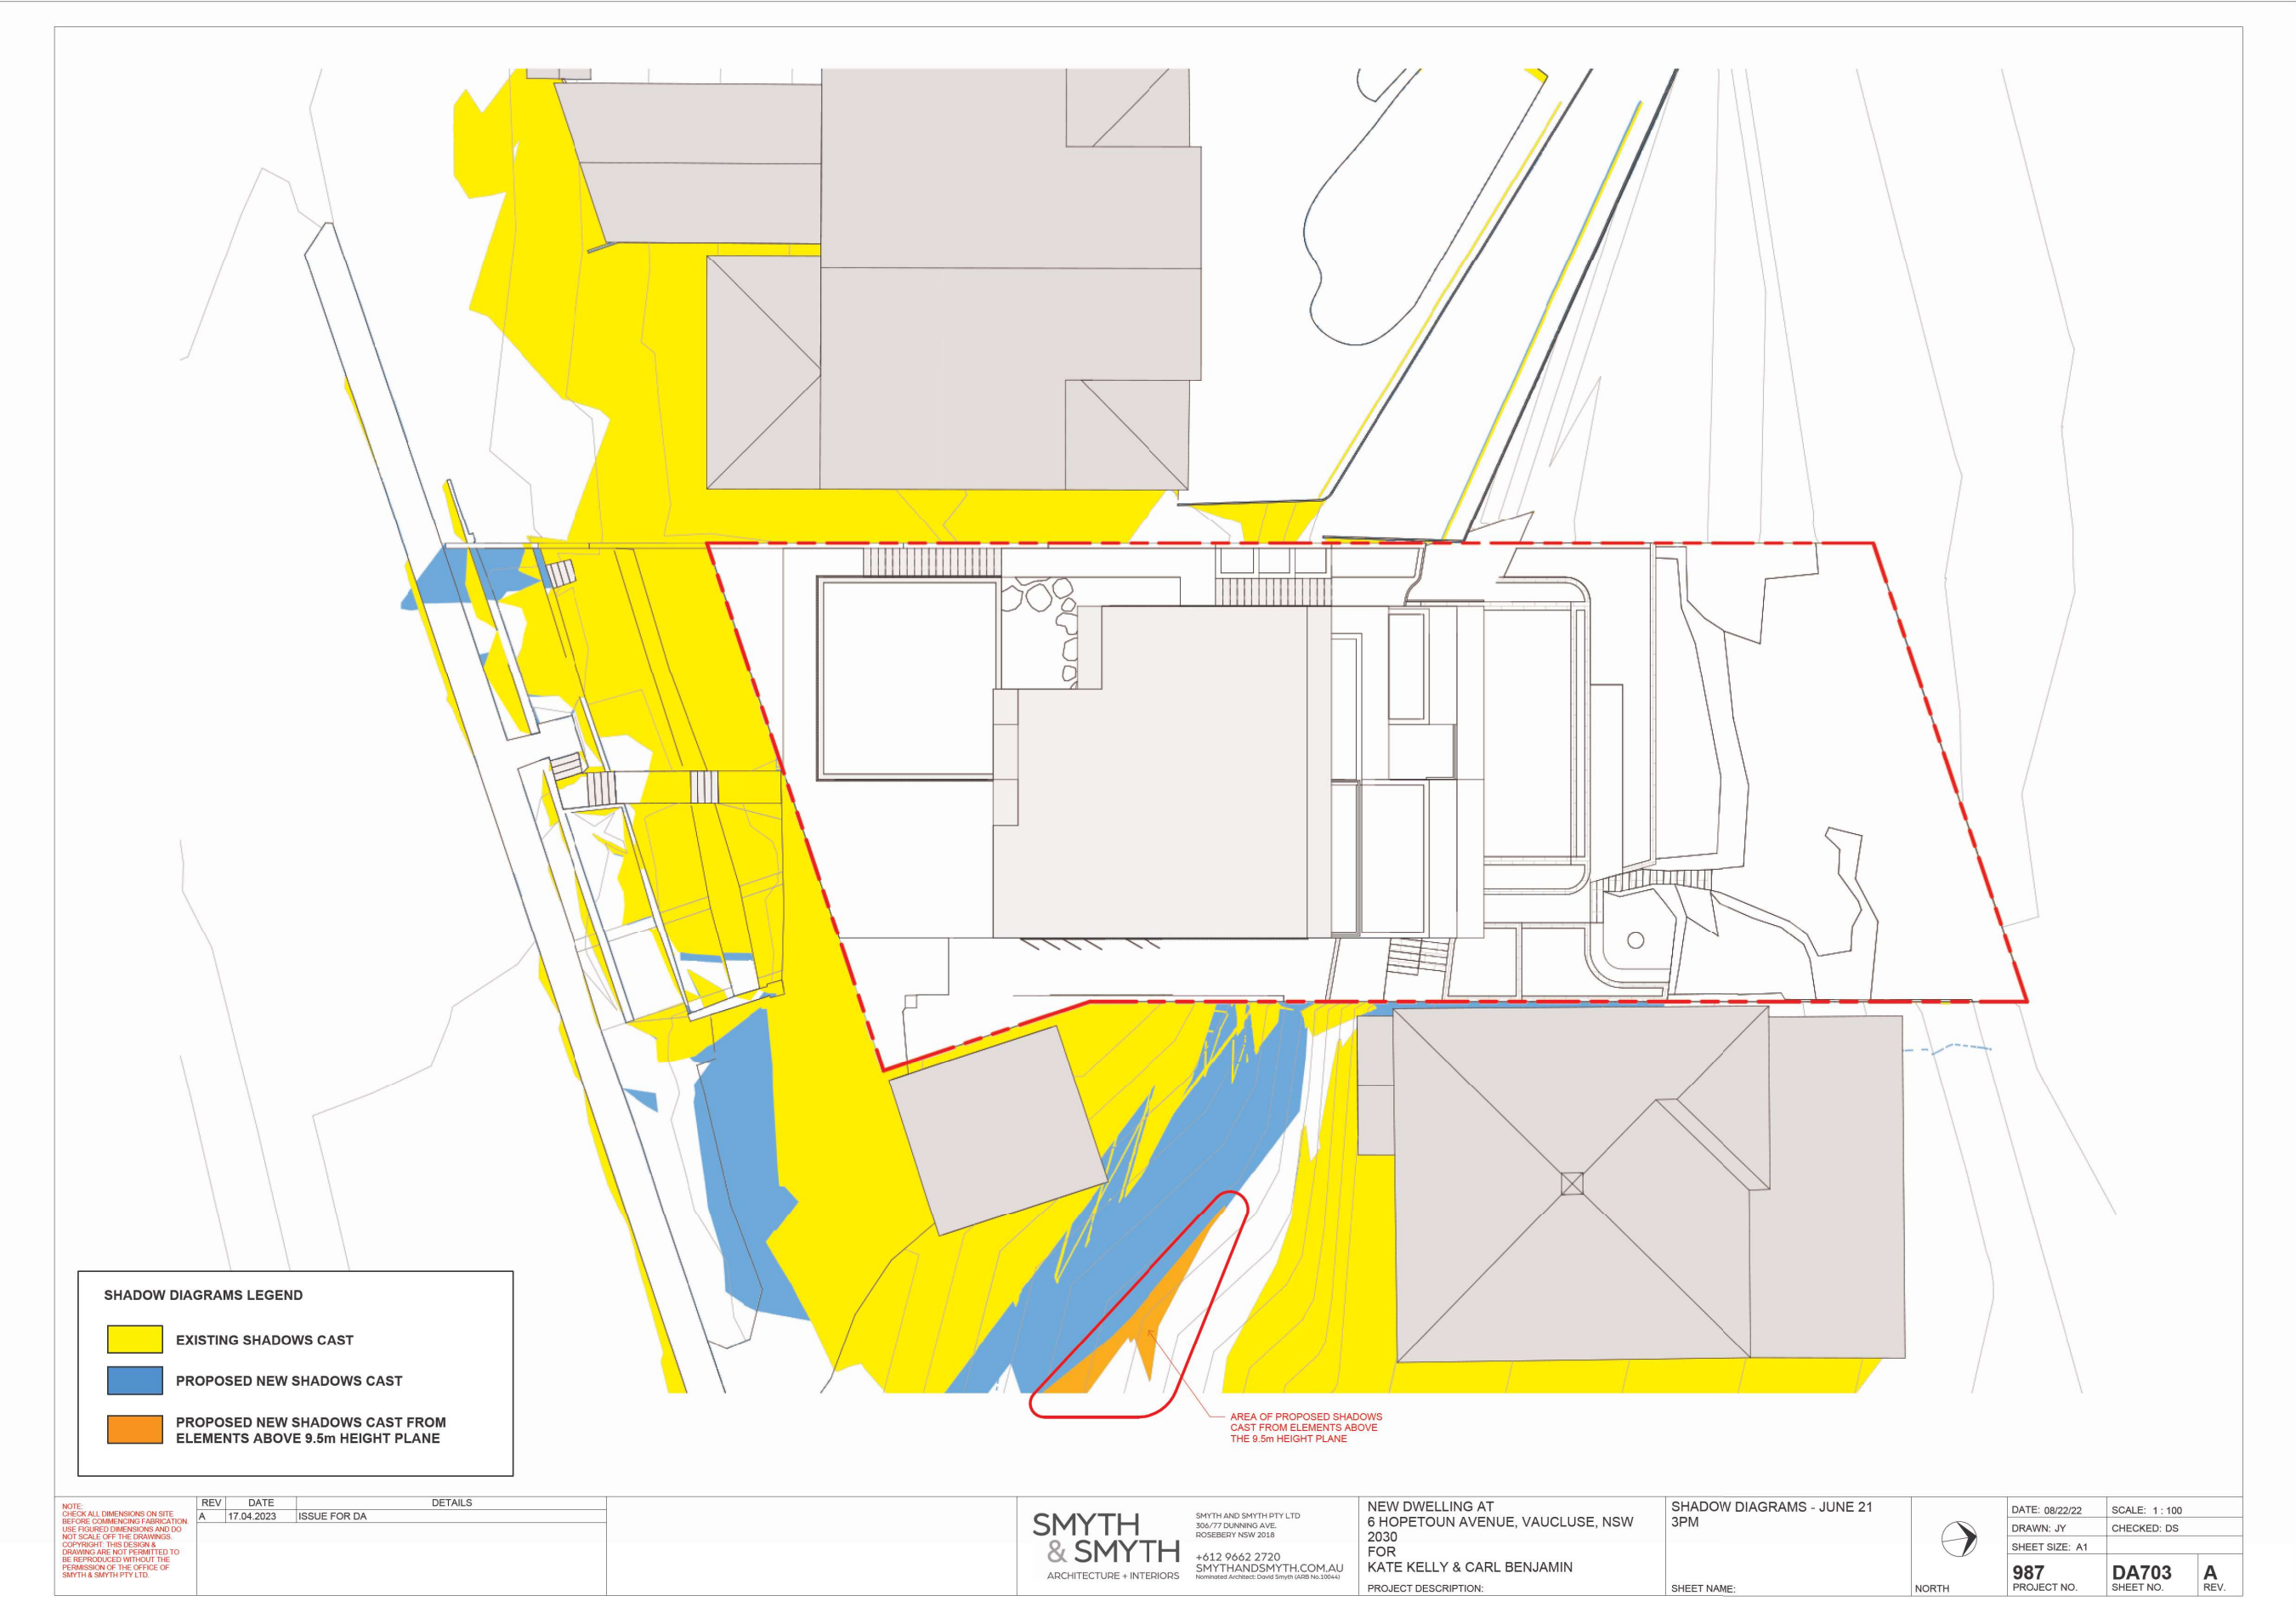 SHADOW DIAGRAMS LEGEND
EXISTING SHADOWS CAST
PROPOSED NEW SHADOWS CAST
PROPOSED NEW SHADOWS CAST FROM
ELEMENTS ABOVE 9.5m HEIGHT PLANE
AREA OF PROPOSED SHADOWS
CAST FROM ELEMENTS ABOVE
THE 9.5m HEIGHT PLANE
NOTE:
CHECK ALL DIMENSIONS ON SITE
BEFORE COMMENCING FABRICATION.
USE FIGURED DIMENSIONS AND DO
NOT SCALE OFF THE DRAWINGS.
COPYRIGHT: THIS DESIGN &
DRAWING ARE NOT PERMITTED TO
BE REPRODUCED WITHOUT THE
PERMISSION OF THE OFFICE OF
SMYTH & SMYTH PTY LTD.
REV DATE DETAILS
A 17.04.2023 ISSUE FOR DA
SMYTH
& SMYTH
ARCHITECTURE + INTERIORS
SMYTH AND SMYTH PTY LTD
306/77 DUNNING AVE.
ROSEBERY NSW 2018
+612 9662 2720
SMYTHANDSMYTH.COM.AU
Nominated Architect: David Smyth (ARB No.10044)
NEW DWELLING AT
6 HOPETOUN AVENUE, VAUCLUSE, NSW
2030
FOR
KATE KELLY & CARL BENJAMIN
PROJECT DESCRIPTION:
SHADOW DIAGRAMS - JUNE 21
3PM
SHEET NAME:
NORTH
DATE: 08/22/22 SCALE: 1 : 100
DRAWN: JY CHECKED: DS
SHEET SIZE: A1
987 DA703 A
PROJECT NO. SHEET NO. REV.